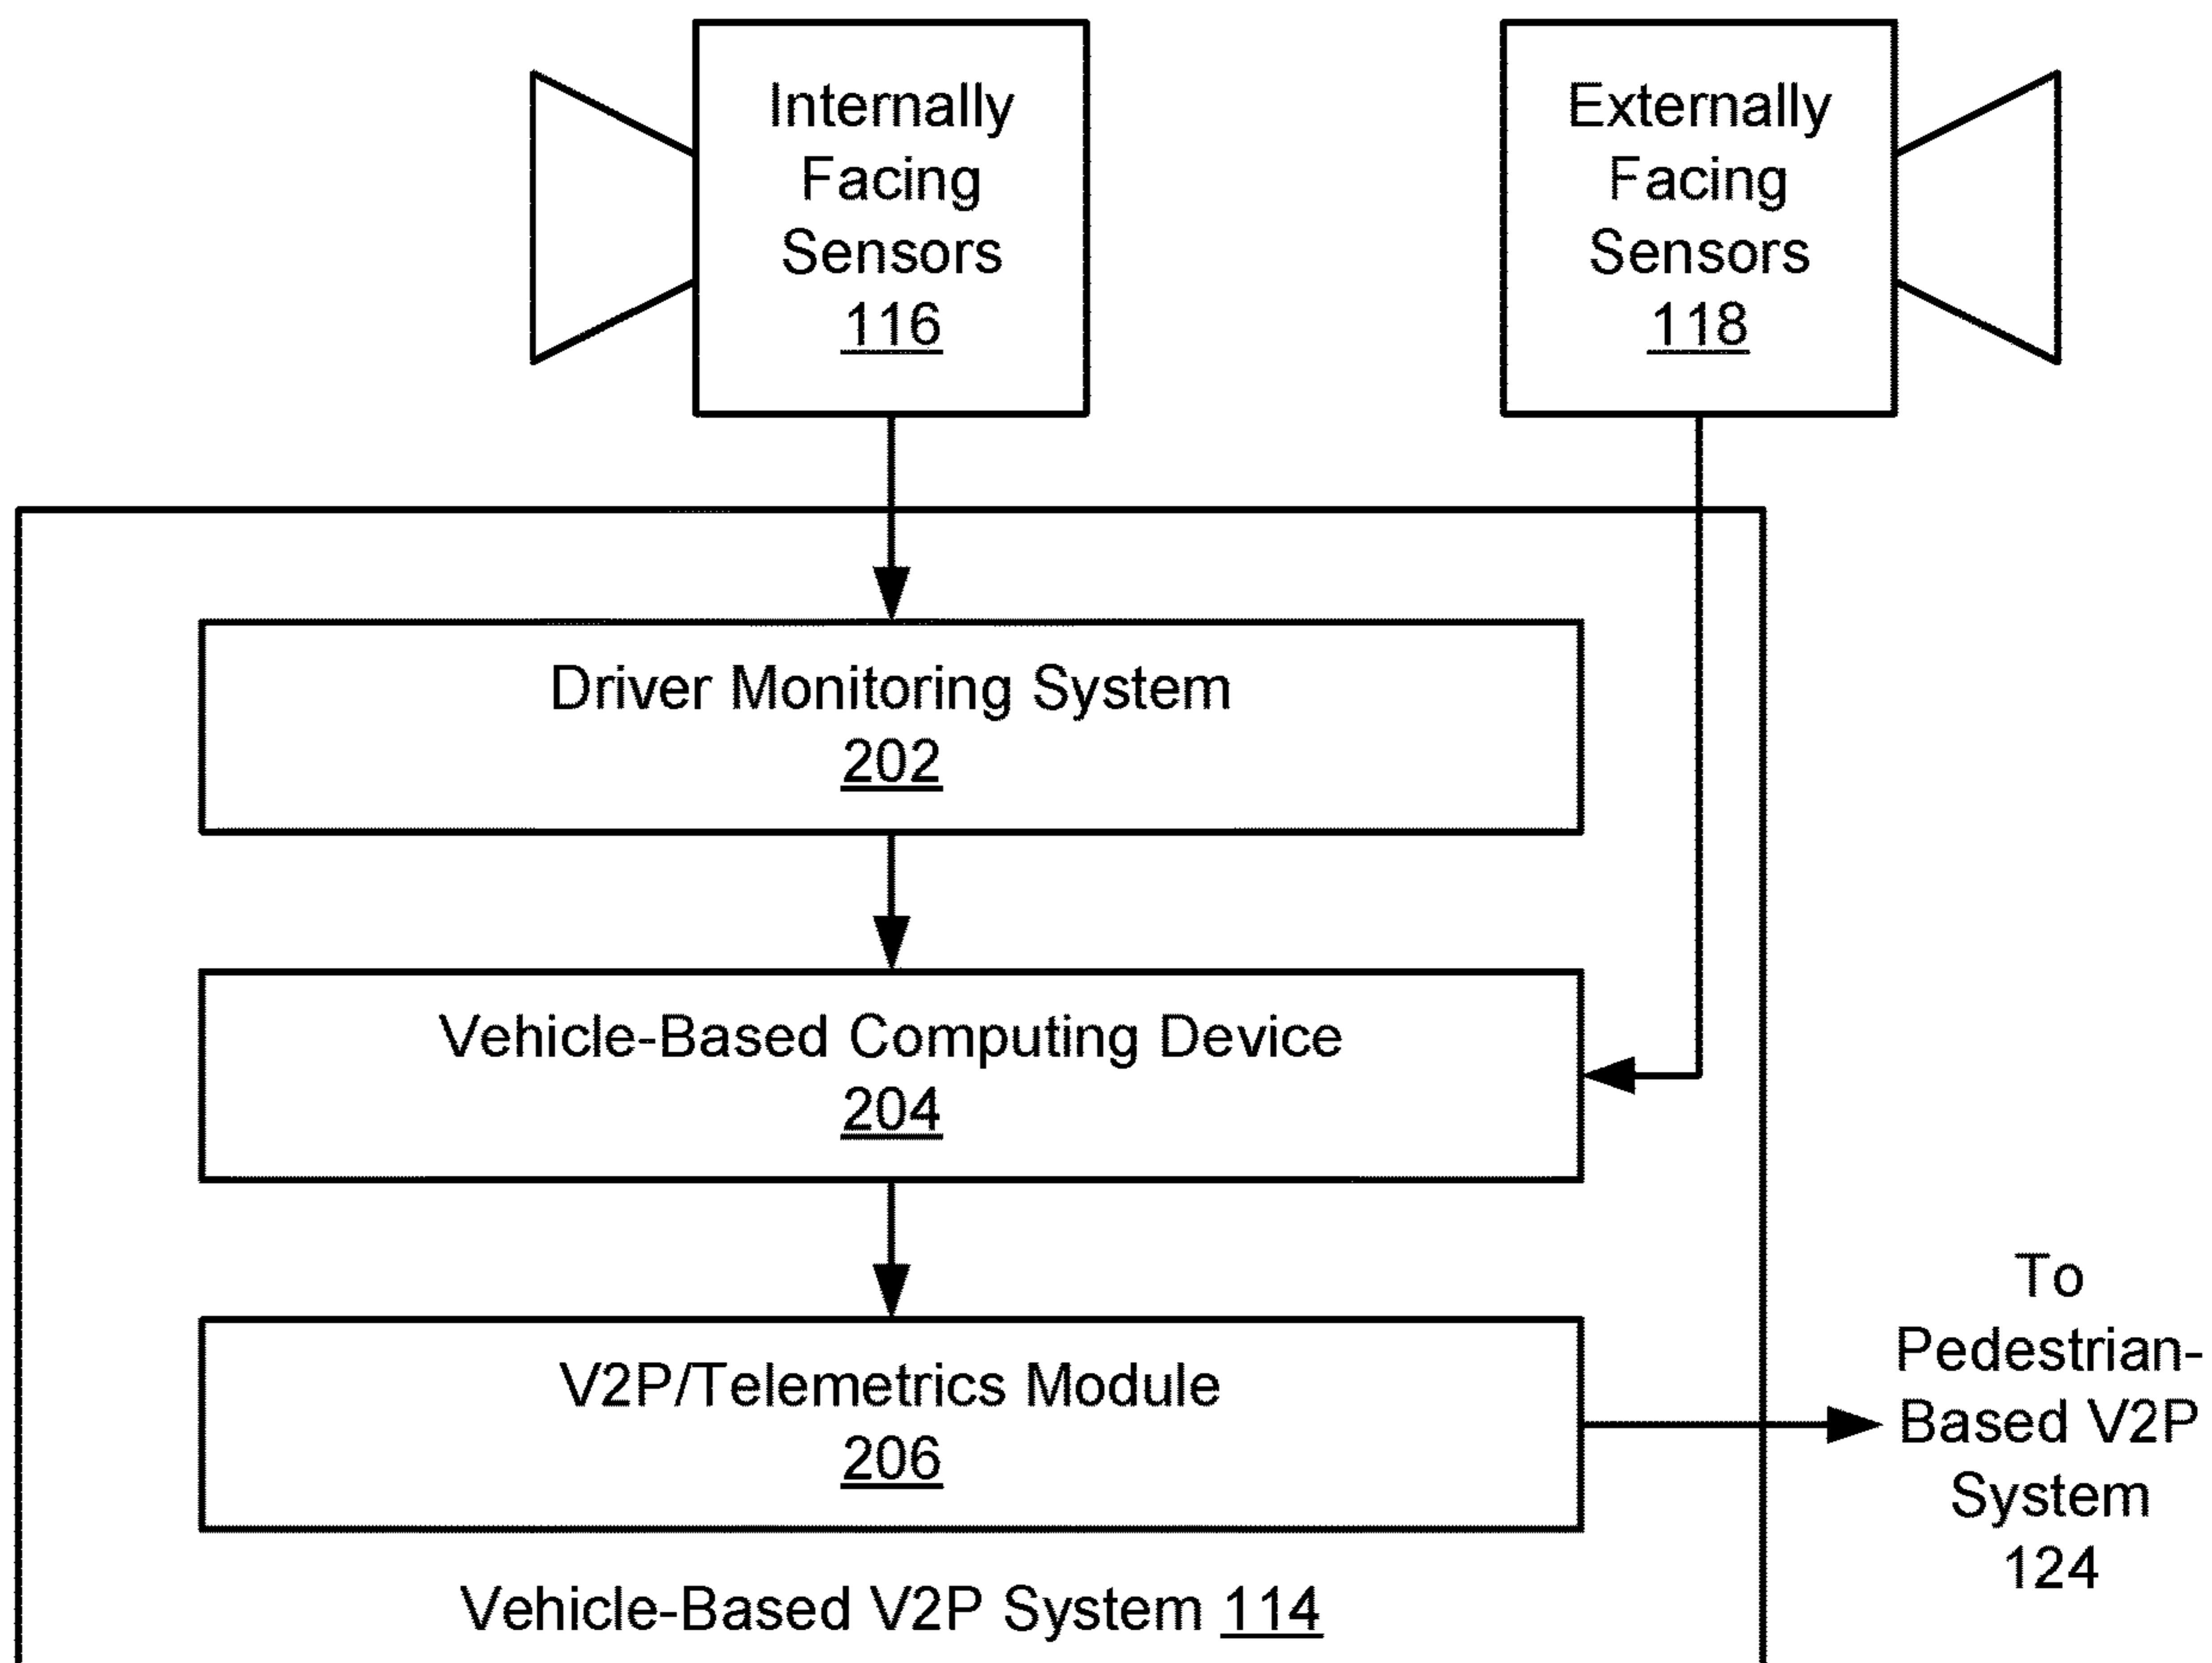 Internally
Facing
Sensors
116
Externally
Facing
Sensors
118
Driver Monitoring System
202
Vehicle-Based Computing Device
204
V2P/Telemetrics Module
206
To
Pedestrian-
Based V2P
System
124
Vehicle-Based V2P System 114